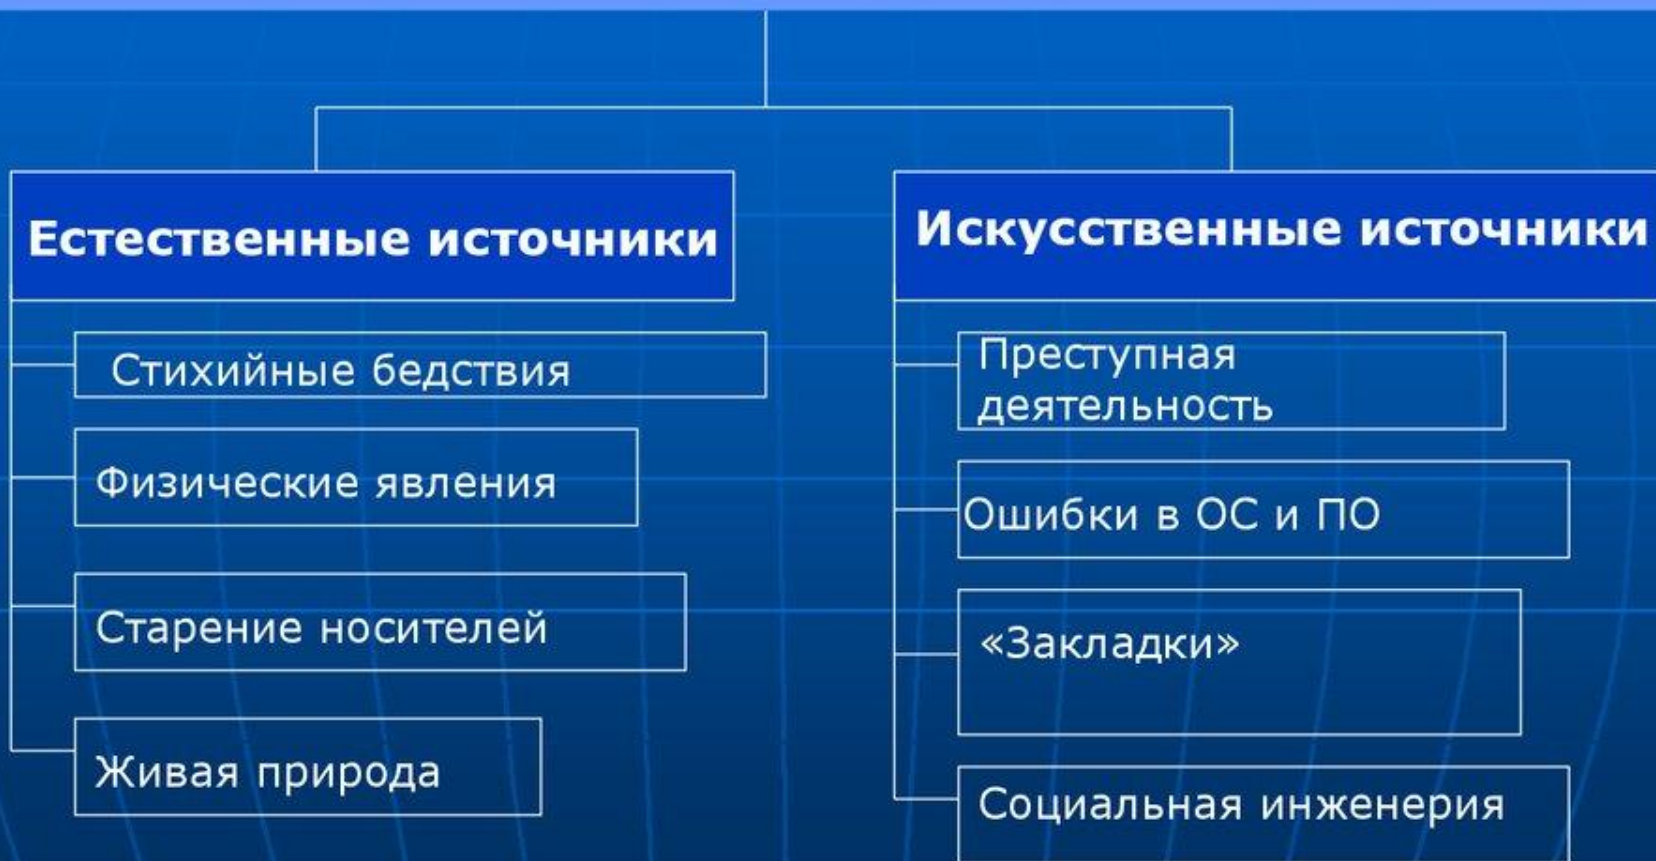 Естественные источники
Стихийные бедствия
Физические явления
Старение носителей
Живая природа
Искусственные источники
Преступная
деятельность
Ошибки в ОС и ПО
«Закладки»
Социальная инженерия